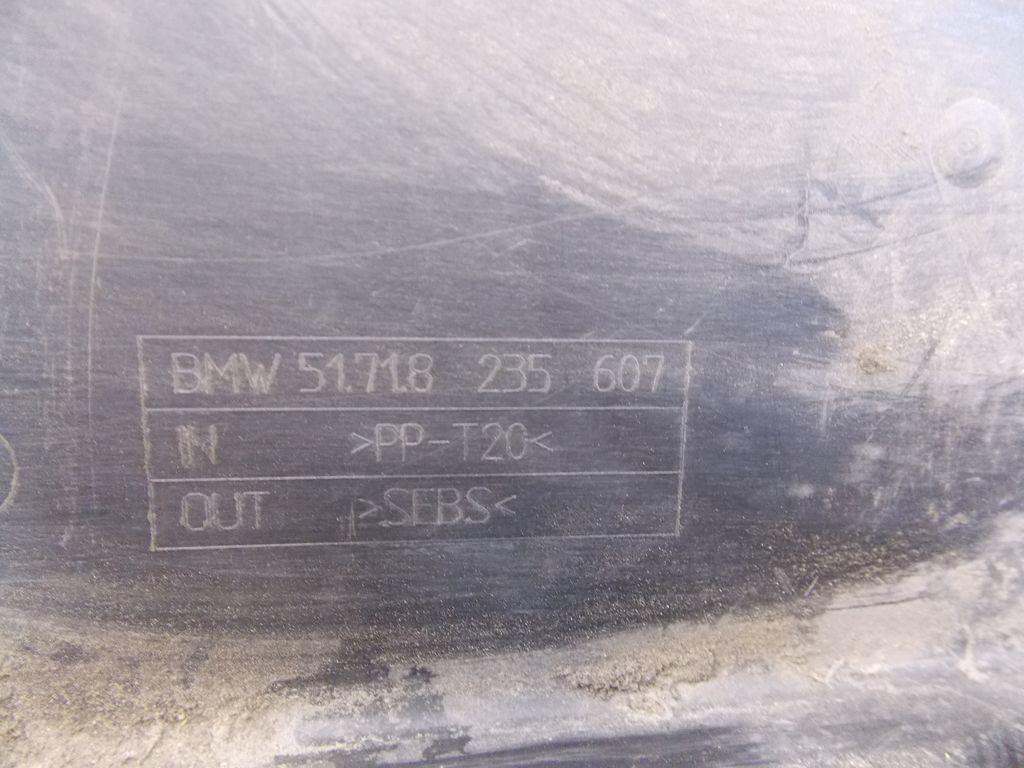 BMW 51.71.8 235 607
IN >PP-T20<
OUT >SEBS<